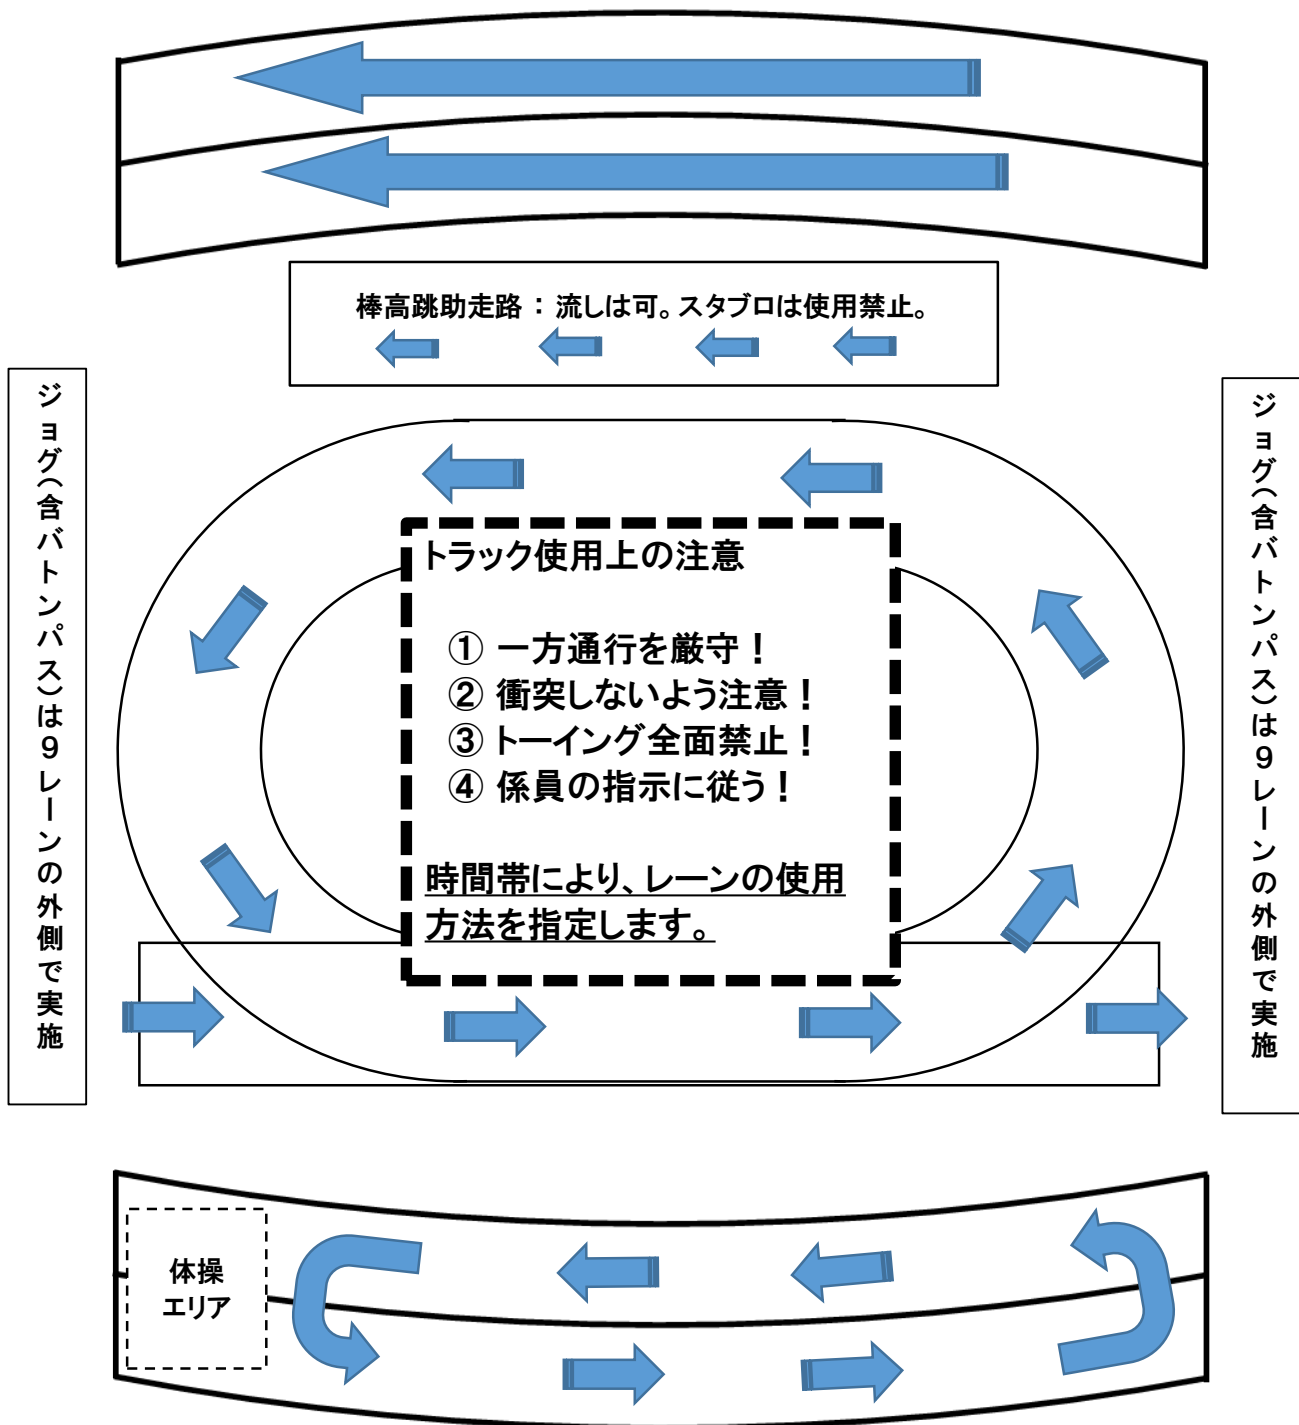 棒高跳助走路：流しは可。スタブロは使用禁止。
ジョグ(含バトンパス)は９レーンの外側で実施
トラック使用上の注意
① 一方通行を厳守！
② 衝突しないよう注意！
③ トーイング全面禁止！
④ 係員の指示に従う！
時間帯により、レーンの使用
方法を指定します。
ジョグ(含バトンパス)は９レーンの外側で実施
体操
エリア